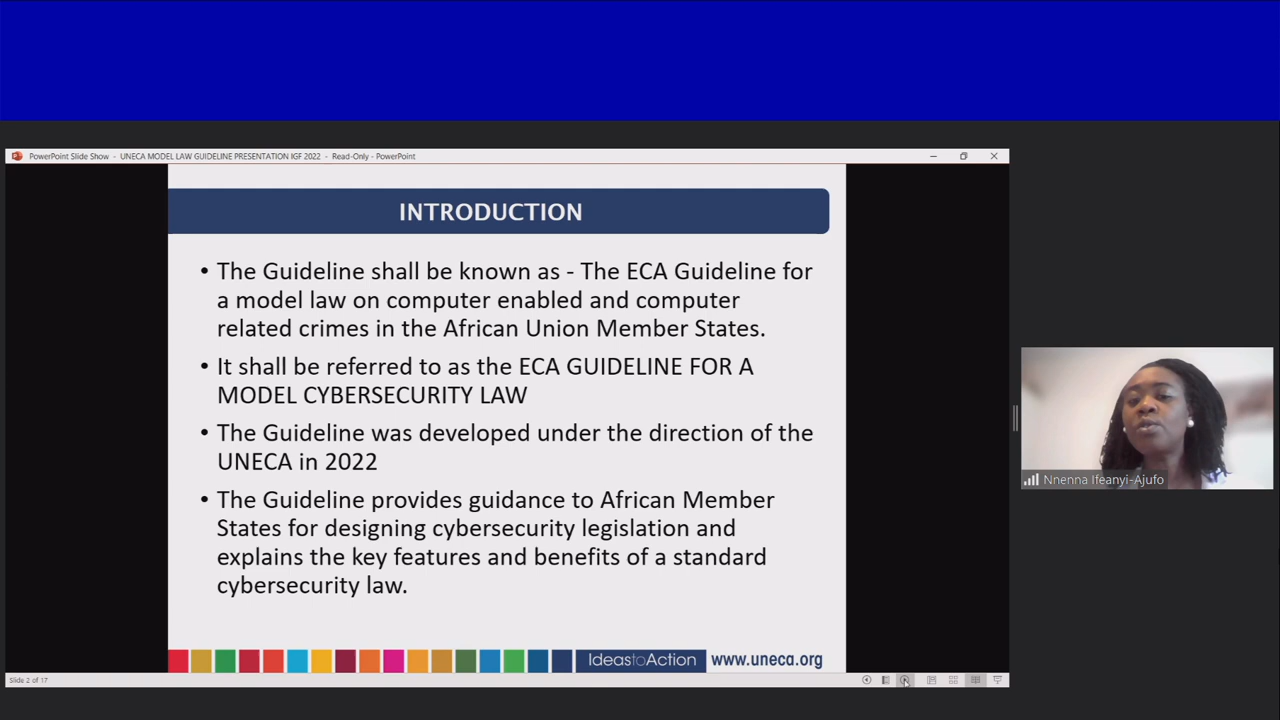 PowerPoint Slide Show - UNECA MODEL LAW GUIDELINE PRESENTATION IGF 2022 - Read-Only - PowerPoint
INTRODUCTION
• The Guideline shall be known as - The ECA Guideline for
a model law on computer enabled and computer
related crimes in the African Union Member States.
• It shall be referred to as the ECA GUIDELINE FOR A
MODEL CYBERSECURITY LAW
• The Guideline was developed under the direction of the
UNECA in 2022
• The Guideline provides guidance to African Member
States for designing cybersecurity legislation and
explains the key features and benefits of a standard
cybersecurity law.
IdeastoAction www.uneca.org
Slide 2 of 17
Nnenna Ifeanyi-Ajufo